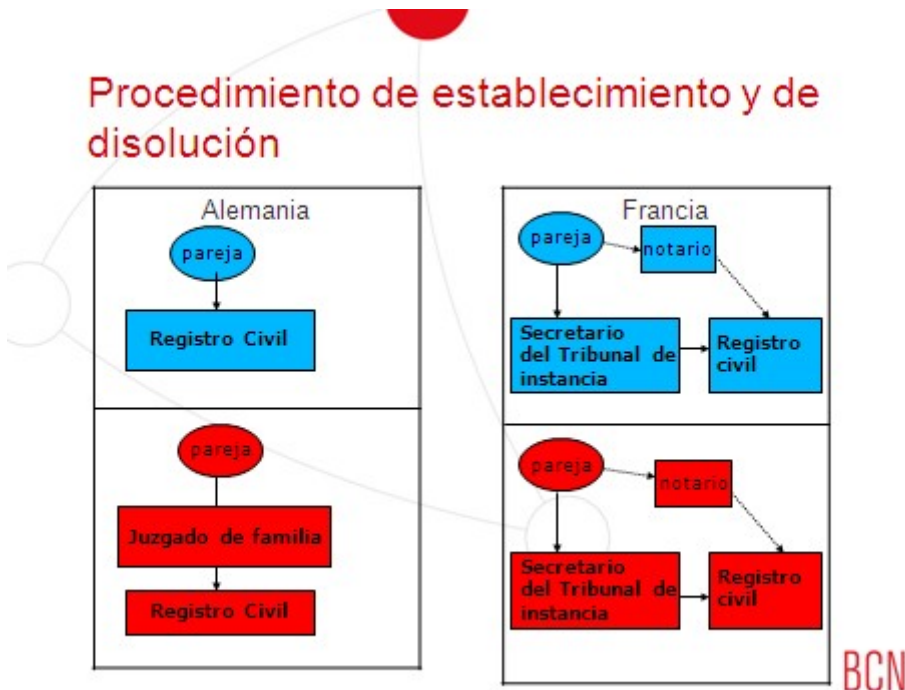 Procedimiento de establecimiento y de
disolución
Alemania
pareja
Registro Civil
pareja
Juzgado de familia
Registro Civil
Francia
pareja
notario
Secretario
del Tribunal de
instancia
Registro
civil
pareja
notario
Secretario
del Tribunal de
instancia
Registro
civil
BCN